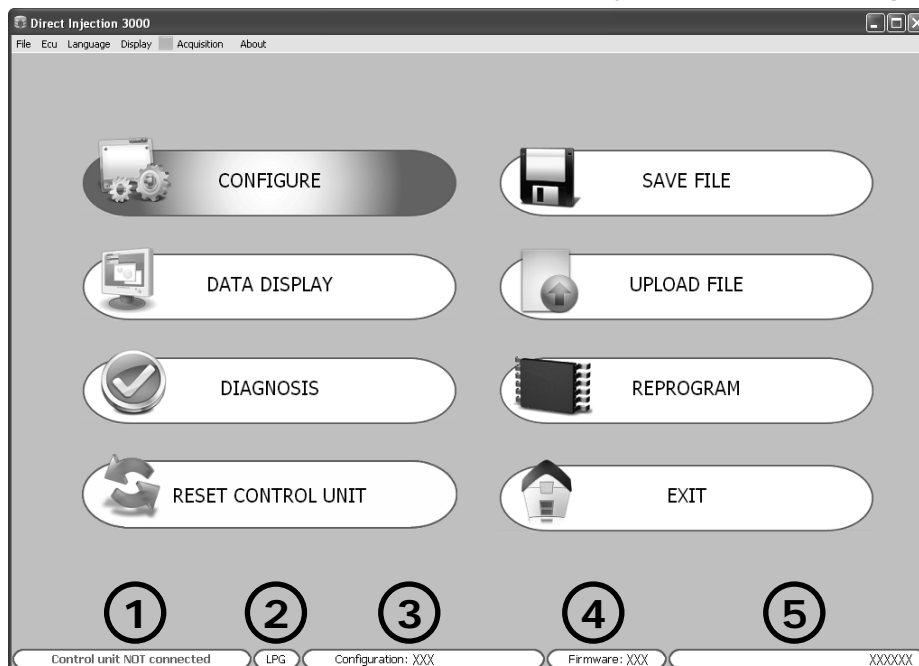 Direct Injection 3000
File Ecu Language Display Acquisition About
CONFIGURE
SAVE FILE
DATA DISPLAY
UPLOAD FILE
DIAGNOSIS
REPROGRAM
RESET CONTROL UNIT
EXIT
1 2 3 4 5
Control unit NOT connected LPG Configuration: XXX Firmware: XXX XXXXXX